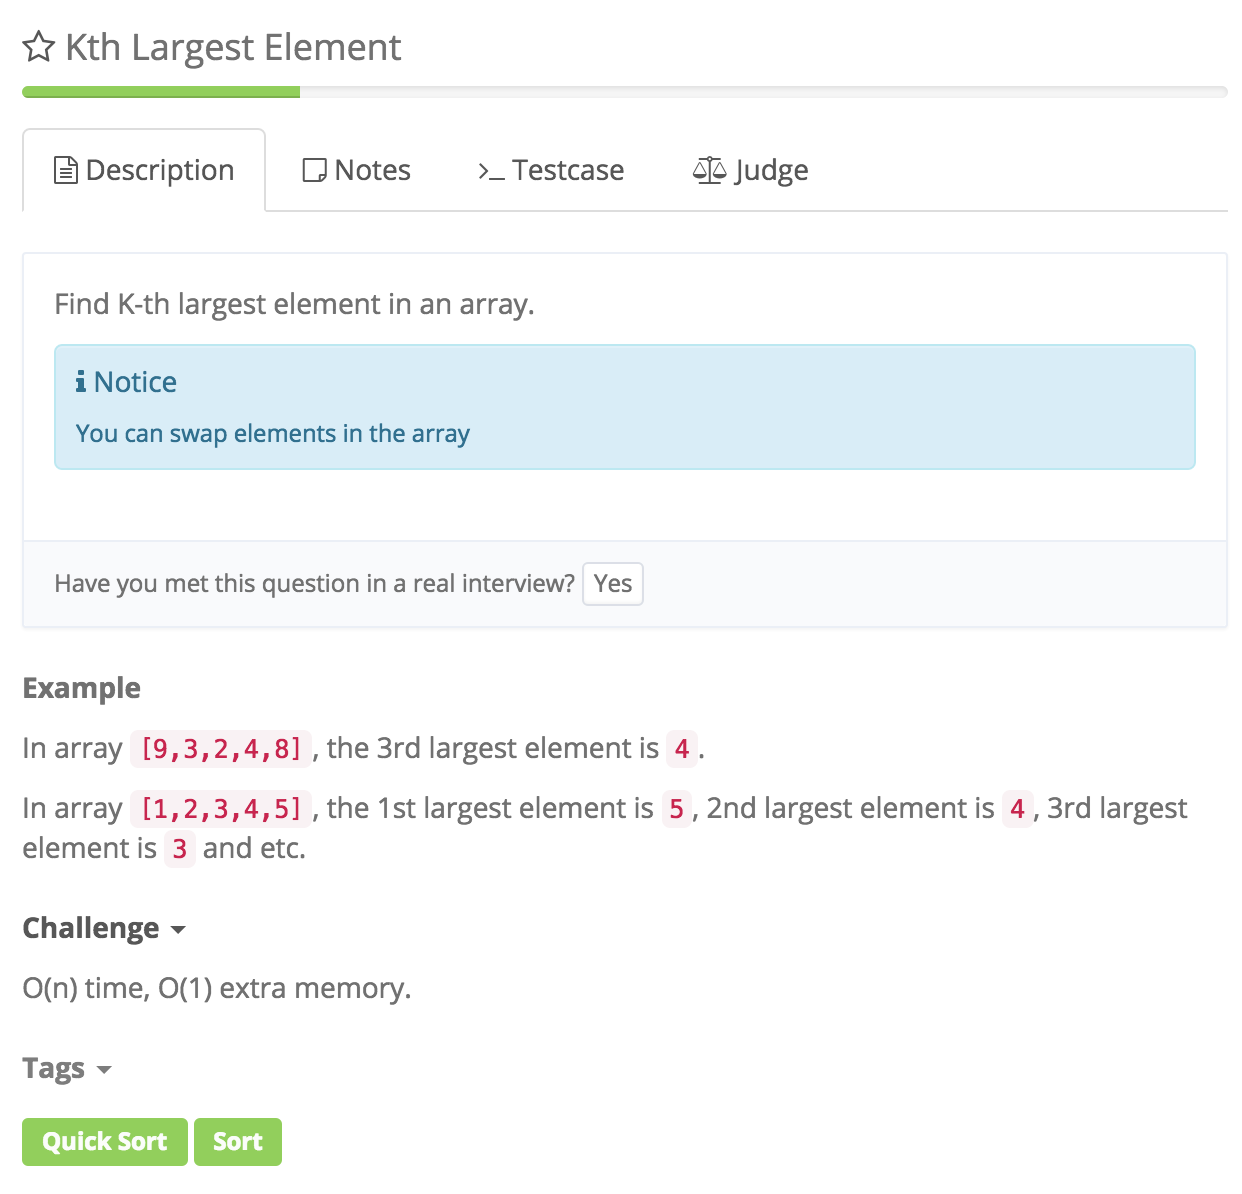 Kth Largest Element
Description
Notes
Testcase
Judge
Find K-th largest element in an array.
Notice
You can swap elements in the array
Have you met this question in a real interview? Yes
Example
In array [9,3,2,4,8], the 3rd largest element is 4.
In array [1,2,3,4,5], the 1st largest element is 5, 2nd largest element is 4, 3rd largest
element is 3 and etc.
Challenge
O(n) time, O(1) extra memory.
Tags
Quick Sort
Sort